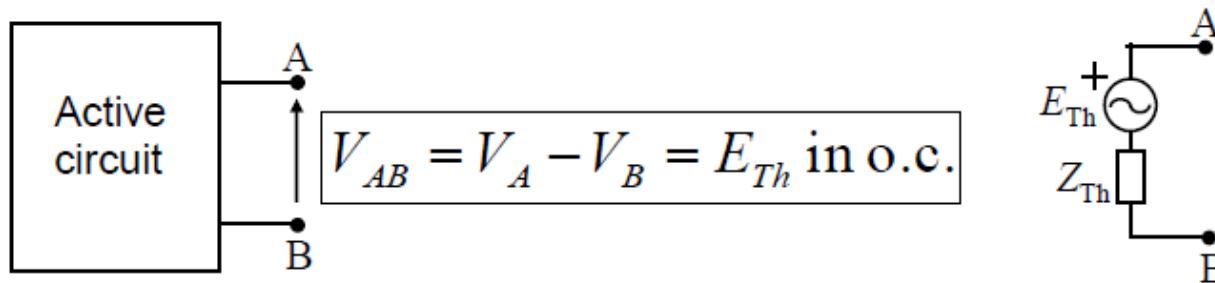 Active
circuit
A
B
V_AB = V_A − V_B = E_Th in o.c.
A
+
E_Th
Z_Th
B